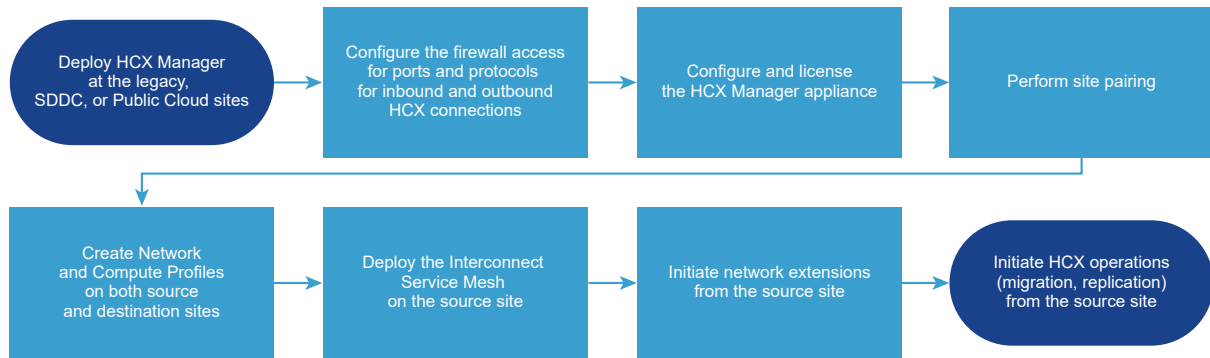 Deploy HCX Manager
at the legacy,
SDDC, or Public Cloud sites
Configure the firewall access
for ports and protocols
for inbound and outbound
HCX connections
Configure and license
the HCX Manager appliance
Perform site pairing
Create Network
and Compute Profiles
on both source
and destination sites
Deploy the Interconnect
Service Mesh
on the source site
Initiate network extensions
from the source site
Initiate HCX operations
(migration, replication)
from the source site